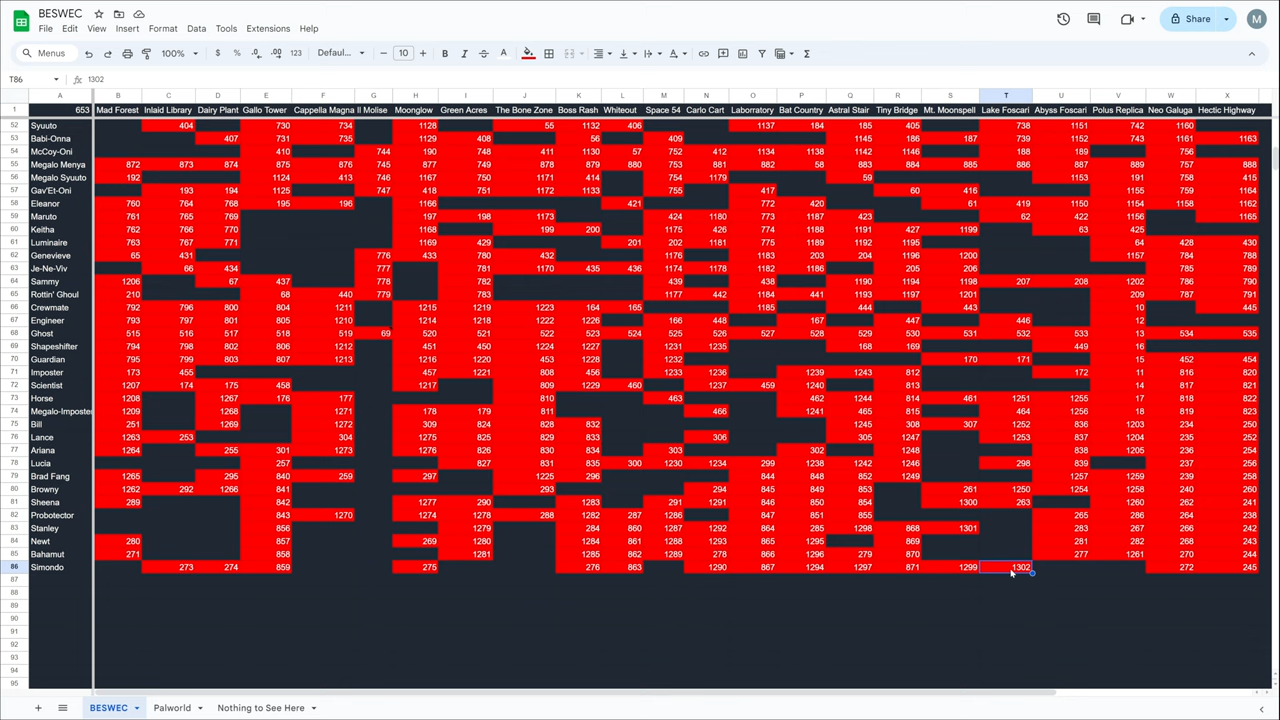 BESWEC
File Edit View Insert Format Data Tools Extensions Help
Share
M
Menus 100% $ % .0 .00 123 Defaul... 10 B I A
T86 fx 1302
A B C D E F G H I J K L M N O P Q R S T U V W X
1 653 Mad Forest Inlaid Library Dairy Plant Gallo Tower Cappella Magna Il Molise Moonglow Green Acres The Bone Zone Boss Rash Whiteout Space 54 Carlo Cart Laborratory Bat Country Astral Stair Tiny Bridge Mt. Moonspell Lake Foscari Abyss Foscari Polus Replica Neo Galuga Hectic Highway
52 Syuuto 404 730 734 1128 55 1132 406 1137 184 185 405 738 1151 742 1160
53 Babi-Onna 407 731 735 408 56 409 1145 186 187 739 1152 743 1161 1163
54 McCoy-Oni 410 744 190 740 411 1130 57 752 412 1134 1138 1142 1146 188 189 756
55 Megalo Menya 872 873 874 875 876 745 877 749 878 879 880 753 881 882 58 883 884 885 886 887 889 757 888
56 Megalo Syuuto 192 1124 413 746 1167 750 1171 414 754 1179 59 1153 191 758 415
57 Gav'Et-Oni 193 194 1125 747 418 751 1172 1133 755 417 60 416 1155 759 1164
58 Eleanor 760 764 768 195 196 1166 421 772 420 61 419 1150 1154 1158 1162
59 Maruto 761 765 769 197 198 1173 424 1180 773 1187 423 62 422 1156 1165
60 Keitha 762 766 770 1168 199 200 1175 426 774 1188 1191 427 1199 63 425
61 Luminaire 763 767 771 1169 429 201 202 1181 775 1189 1192 1195 64 428 430
62 Genevieve 65 431 776 433 780 432 1176 1183 203 204 1196 1200 1157 784 788
63 Je-Ne-Viv 66 434 777 781 1170 435 436 1174 1178 1182 1186 205 206 785 789
64 Sammy 1206 67 437 778 782 439 438 1190 1194 207 208 1202 786 790
65 Rottin' Ghoul 210 68 440 779 783 1177 442 1184 441 1193 1197 1201 209 787 791
66 Crewmate 792 796 800 804 1211 1215 1219 1223 164 165 1185 444 443 10 445
67 Engineer 793 797 801 805 1210 1214 1218 1222 1226 166 448 167 447 446 12
68 Ghost 515 516 517 518 519 69 520 521 522 523 524 525 526 527 528 529 530 531 532 533 13 534 535
69 Shapeshifter 794 798 802 806 1212 451 450 1224 1227 1231 1235 168 169 449 16
70 Guardian 795 799 803 807 1213 1216 1220 453 1228 1232 170 171 15 452 454
71 Imposter 173 455 457 1221 808 456 1233 1236 1239 1243 812 172 11 816 820
72 Scientist 1207 174 175 458 1217 809 1229 460 1237 459 1240 813 14 817 821
73 Horse 1208 1267 176 177 810 463 462 1244 814 461 1251 1255 17 818 822
74 Megalo-Imposter 1209 1268 1271 178 179 811 466 1241 465 815 464 1256 18 819 823
75 Bill 251 1269 1272 309 824 828 832 1245 308 307 1252 836 1203 234 250
76 Lance 1263 253 304 1275 825 829 833 306 305 1247 1253 837 1204 235 252
77 Ariana 1264 255 301 1273 1276 826 830 834 303 302 1246 838 1205 236 254
78 Lucia 257 827 831 835 300 1230 1234 299 1238 1242 1248 298 839 237 256
79 Brad Fang 1265 295 840 259 297 1225 296 844 848 852 1249 1257 1259 239 258
80 Browny 1262 292 1266 841 293 294 845 849 853 261 1250 1254 1258 240 260
81 Sheena 289 842 1277 290 1283 291 1291 846 850 854 1300 263 1260 262 241
82 Probotector 843 1270 1274 1278 288 1282 287 1286 847 851 855 265 286 264 238
83 Stanley 856 1279 284 860 1287 1292 864 285 1298 868 1301 283 267 266 242
84 Newt 280 857 269 1280 1284 861 1288 1293 865 1295 869 281 282 268 243
85 Bahamut 271 858 1281 1285 862 1289 278 866 1296 279 870 277 1261 270 244
86 Simondo 273 274 859 275 276 863 1290 867 1294 1297 871 1299 1302 272 245
87
88
89
90
91
92
93
94
95
BESWEC Palworld Nothing to See Here